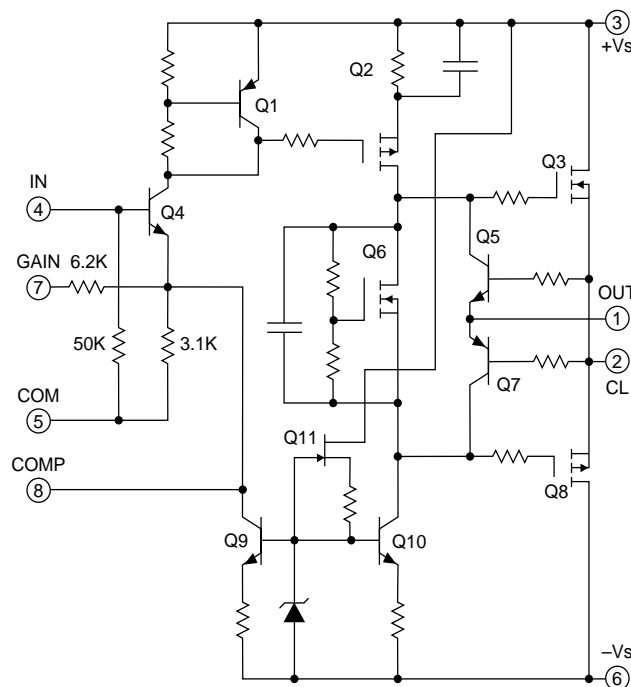 3
+Vs
Q2
Q1
Q3
IN
4
Q4
Q5
Q6
GAIN 6.2K
7
OUT
1
50K
3.1K
2
CL
Q7
COM
5
Q11
COMP
8
Q8
Q9
Q10
–Vs
6